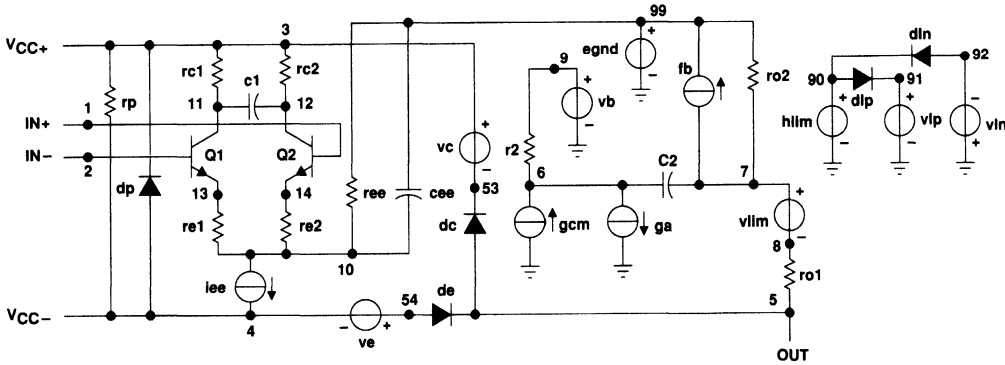 99
VCC+
3
egnd
dln
92
rc1
rc2
c1
9
fb
ro2
90
91
dlp
rp
11
12
vb
1
IN+
hlim
vlp
vln
IN−
2
Q1
Q2
vc
r2
C2
dp
13
14
53
6
7
ree
cee
dc
gcm
ga
vlim
re1
re2
8
10
ro1
iee
54
de
5
VCC−
4
ve
OUT